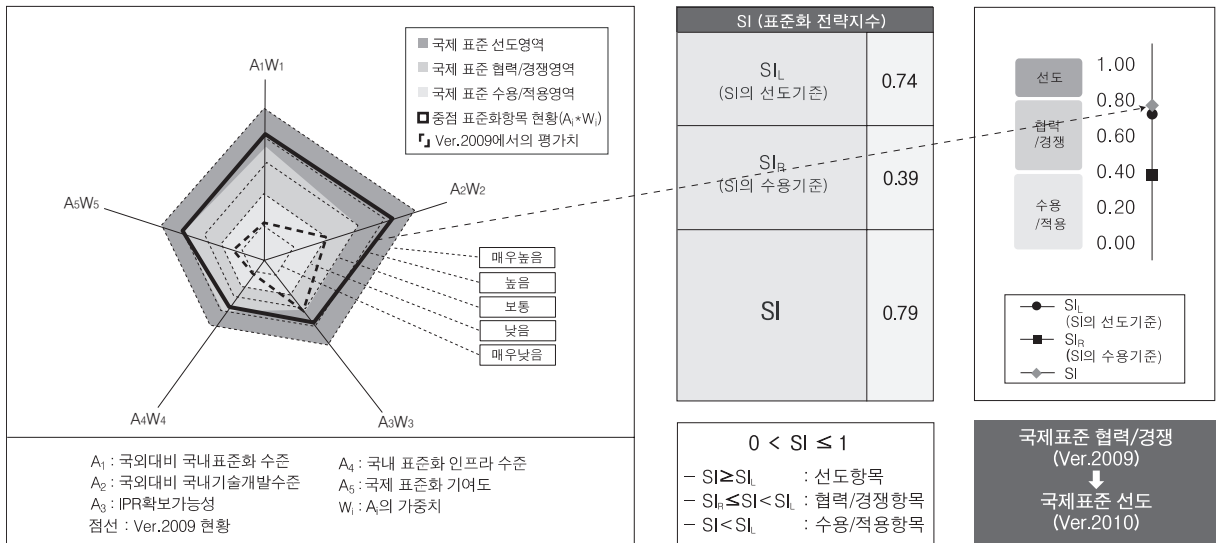 국제 표준 선도영역
국제 표준 협력/경쟁영역
국제 표준 수용/적용영역
중점 표준화항목 현황(Ai*Wi)
Ver.2009에서의 평가치
A1W1
A2W2
A5W5
A4W4
A3W3
매우높음
높음
보통
낮음
매우낮음
A1 : 국외대비 국내표준화 수준
A2 : 국외대비 국내기술개발수준
A3 : IPR확보가능성
점선 : Ver.2009 현황
A4 : 국내 표준화 인프라 수준
A5 : 국제 표준화 기여도
Wi : Ai의 가중치
SI (표준화 전략지수)
SIL
(SI의 선도기준)
0.74
SIR
(SI의 수용기준)
0.39
SI
0.79
0 < SI ≤ 1
– SI≥SIL : 선도항목
– SIR≤SI<SIL : 협력/경쟁항목
– SI<SIL : 수용/적용항목
선도
협력
/경쟁
수용
/적용
1.00
0.80
0.60
0.40
0.20
0.00
SIL
(SI의 선도기준)
SIR
(SI의 수용기준)
SI
국제표준 협력/경쟁
(Ver.2009)
국제표준 선도
(Ver.2010)